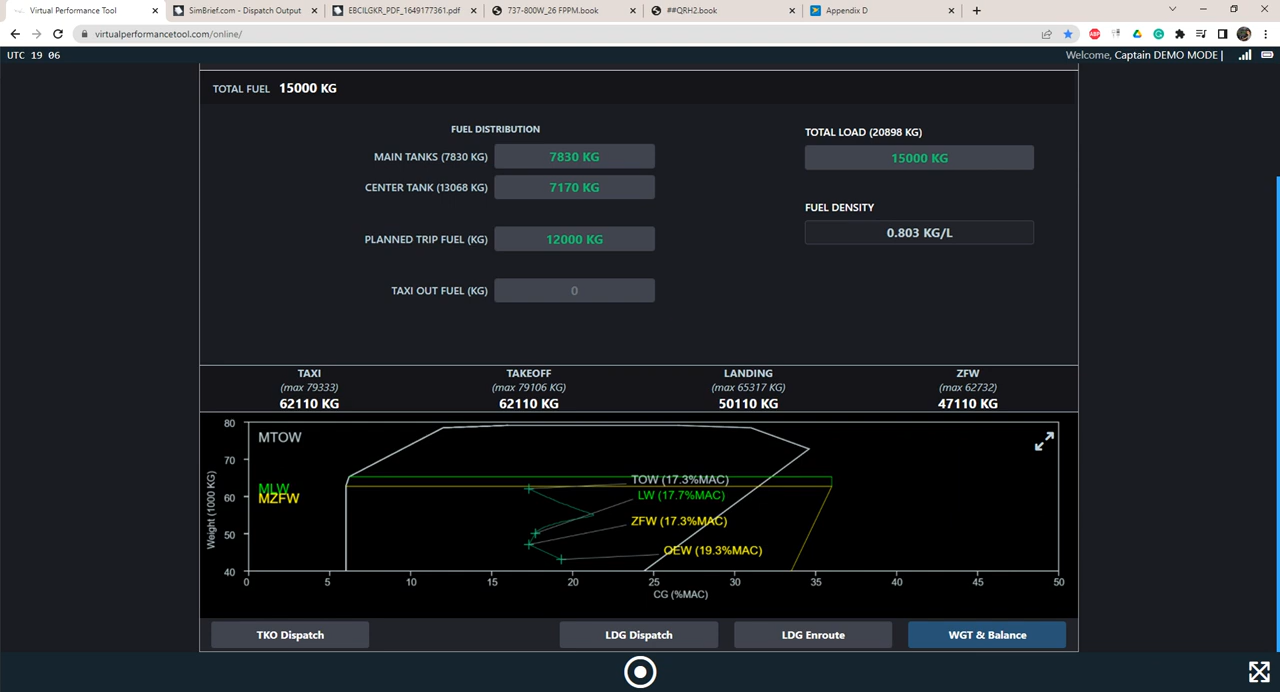 Virtual Performance Tool
SimBrief.com - Dispatch Output
EBCILGKR_PDF_1649177361.pdf
737-800W_26 FPPM.book
##QRH2.book
Appendix D
virtualperformancetool.com/online/
UTC 19 06
Welcome, Captain DEMO MODE |
TOTAL FUEL 15000 KG
FUEL DISTRIBUTION
TOTAL LOAD (20898 KG)
MAIN TANKS (7830 KG) 7830 KG
15000 KG
CENTER TANK (13068 KG) 7170 KG
FUEL DENSITY
0.803 KG/L
PLANNED TRIP FUEL (KG) 12000 KG
TAXI OUT FUEL (KG) 0
TAXI TAKEOFF LANDING ZFW
(max 79333) (max 79106 KG) (max 65317 KG) (max 62732)
62110 KG 62110 KG 50110 KG 47110 KG
80
MTOW
70
TOW (17.3%MAC)
MLW
LW (17.7%MAC)
MZFW
60
ZFW (17.3%MAC)
50
OEW (19.3%MAC)
40
Weight (1000 KG)
0 5 10 15 20 25 30 35 40 45 50
CG (%MAC)
TKO Dispatch LDG Dispatch LDG Enroute WGT & Balance